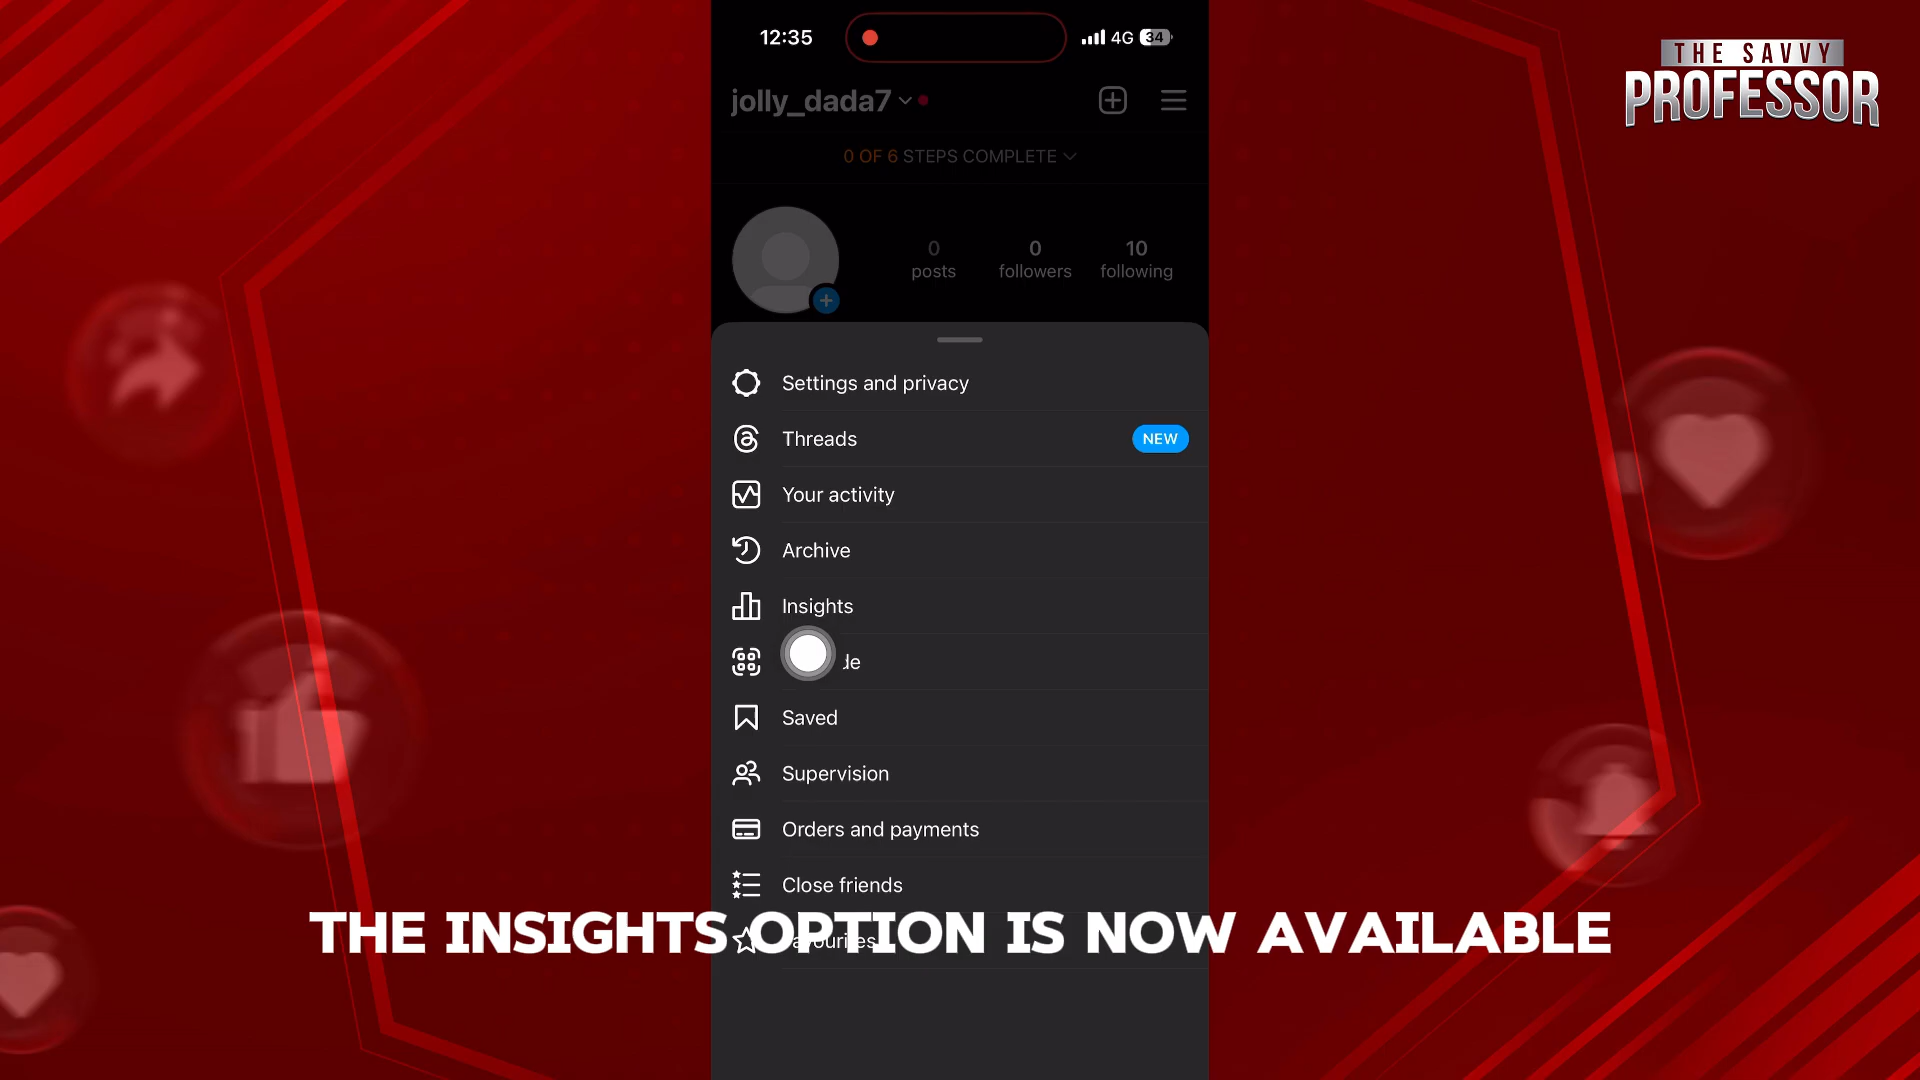 12:35
4G 34
THE SAVVY
PROFESSOR
jolly_dada7
0 OF 6 STEPS COMPLETE
0 0 10
posts followers following
Settings and privacy
Threads NEW
Your activity
Archive
Insights
de
Saved
Supervision
Orders and payments
Close friends
THE INSIGHTS OPTION IS NOW AVAILABLE